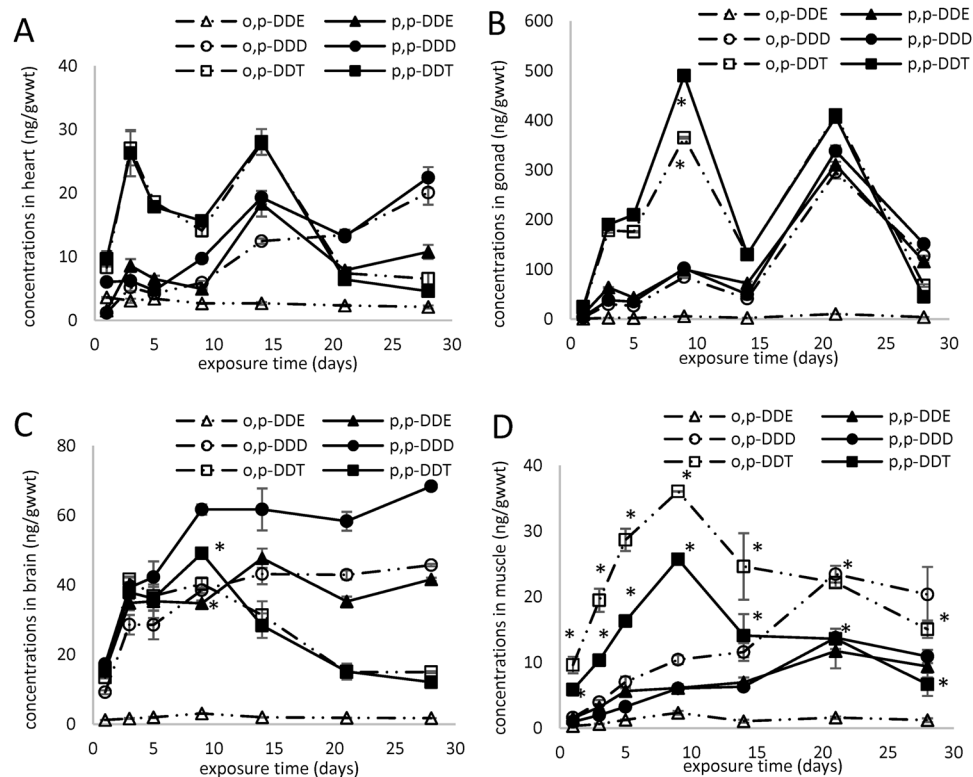 A
o,p-DDE p,p-DDE
o,p-DDD p,p-DDD
o,p-DDT p,p-DDT
concentrations in heart (ng/gwwt)
40
30
20
10
0
0 5 10 15 20 25 30
exposure time (days)
B
o,p-DDE p,p-DDE
o,p-DDD p,p-DDD
o,p-DDT p,p-DDT
concentrations in gonad (ng/gwwt)
600
500
400
300
200
100
0
*
*
0 5 10 15 20 25 30
exposure time (days)
C
o,p-DDE p,p-DDE
o,p-DDD p,p-DDD
o,p-DDT p,p-DDT
concentrations in brain (ng/gwwt)
80
60
40
20
0
*
*
0 5 10 15 20 25 30
exposure time (days)
D
o,p-DDE p,p-DDE
o,p-DDD p,p-DDD
o,p-DDT p,p-DDT
concentrations in muscle (ng/gwwt)
40
30
20
10
0
* * * * * * *
* * * * * * *
0 5 10 15 20 25 30
exposure time (days)